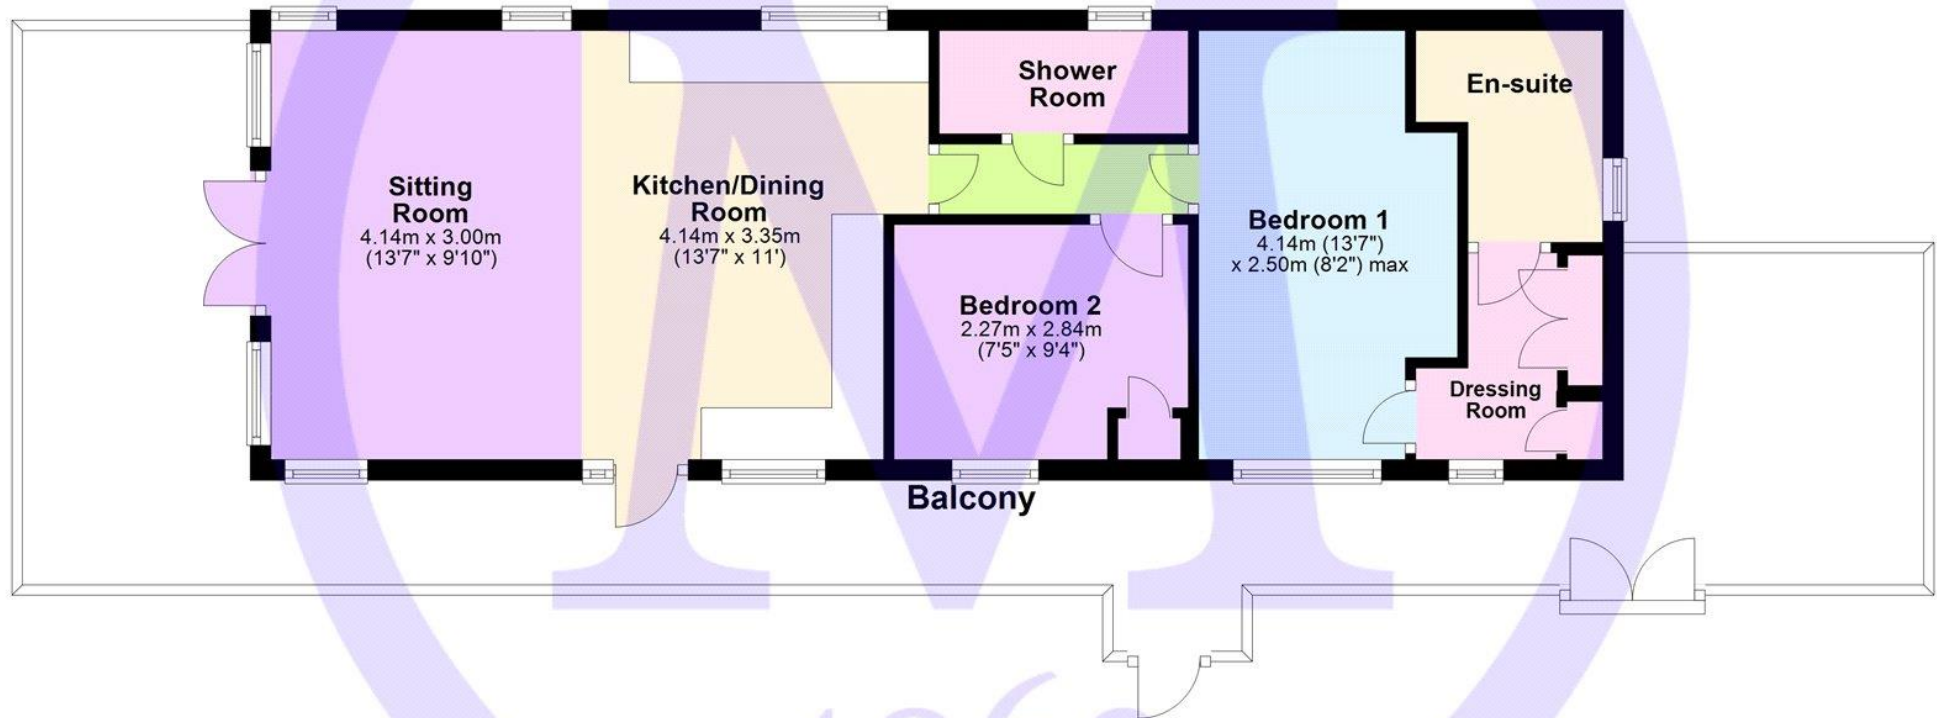 Shower
Room
En-suite
Sitting
Room
4.14m x 3.00m
(13'7" x 9'10")
Kitchen/Dining
Room
4.14m x 3.35m
(13'7" x 11')
Bedroom 1
4.14m (13'7")
x 2.50m (8'2") max
Bedroom 2
2.27m x 2.84m
(7'5" x 9'4")
Dressing
Room
Balcony
M